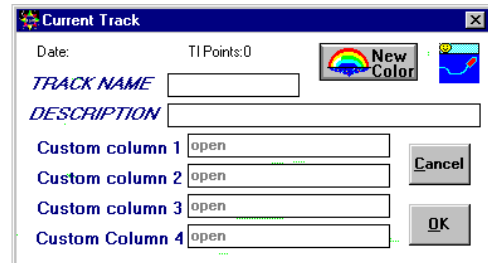 Current Track
Date: TI Points:0
New Color
TRACK NAME
DESCRIPTION
Custom column 1 open
Custom column 2 open
Custom column 3 open
Custom Column 4 open
Cancel
OK